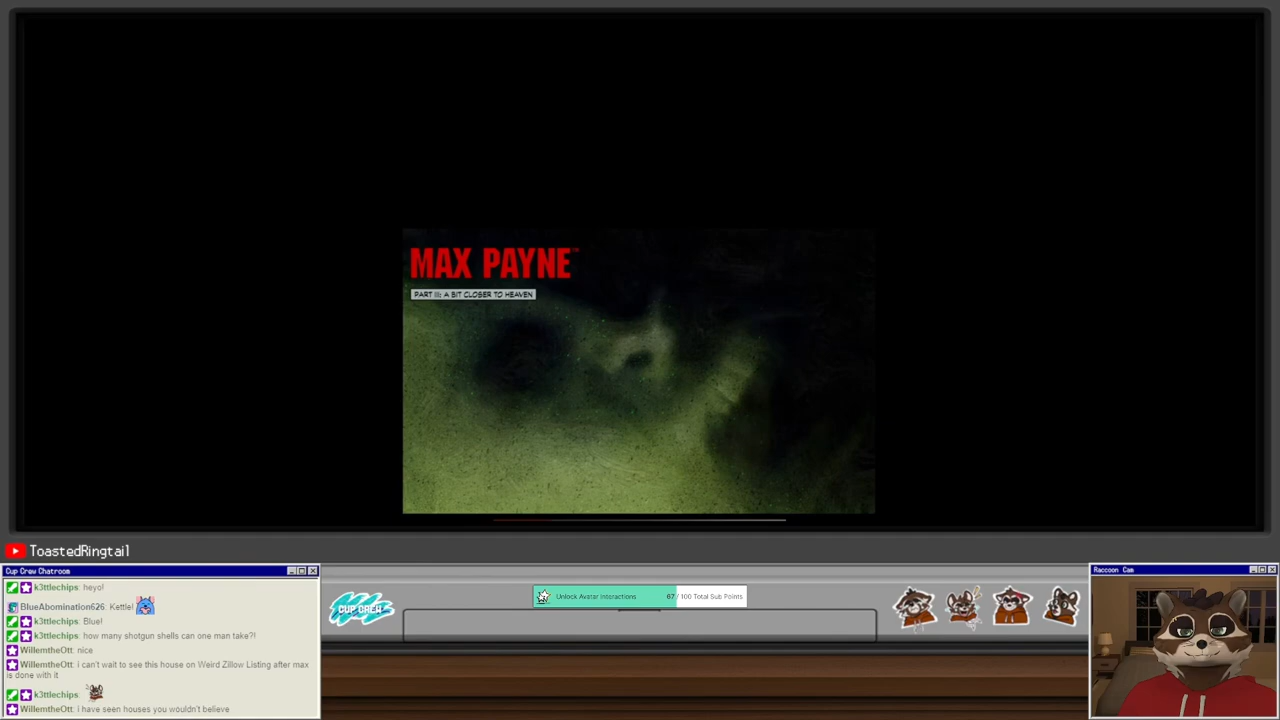 MAX PAYNE™
PART III: A BIT CLOSER TO HEAVEN
ToastedRingtail
Cup Crew Chatroom
k3ttlechips: heyo!
BlueAbomination626: Kettle!
k3ttlechips: Blue!
k3ttlechips: how many shotgun shells can one man take?!
WillemtheOtt: nice
WillemtheOtt: i can't wait to see this house on Weird Zillow Listing after max
is done with it
k3ttlechips:
WillemtheOtt: i have seen houses you wouldn't believe.
CUP CREW
Unlock Avatar Interactions 67 / 100 Total Sub Points
Raccoon Cam